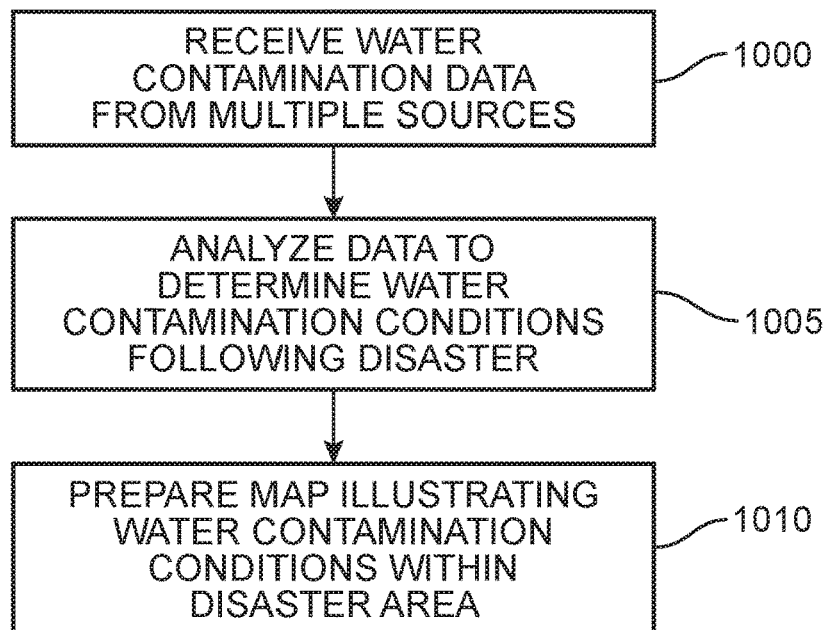 RECEIVE WATER
CONTAMINATION DATA
FROM MULTIPLE SOURCES
1000
ANALYZE DATA TO
DETERMINE WATER
CONTAMINATION CONDITIONS
FOLLOWING DISASTER
1005
PREPARE MAP ILLUSTRATING
WATER CONTAMINATION
CONDITIONS WITHIN
DISASTER AREA
1010